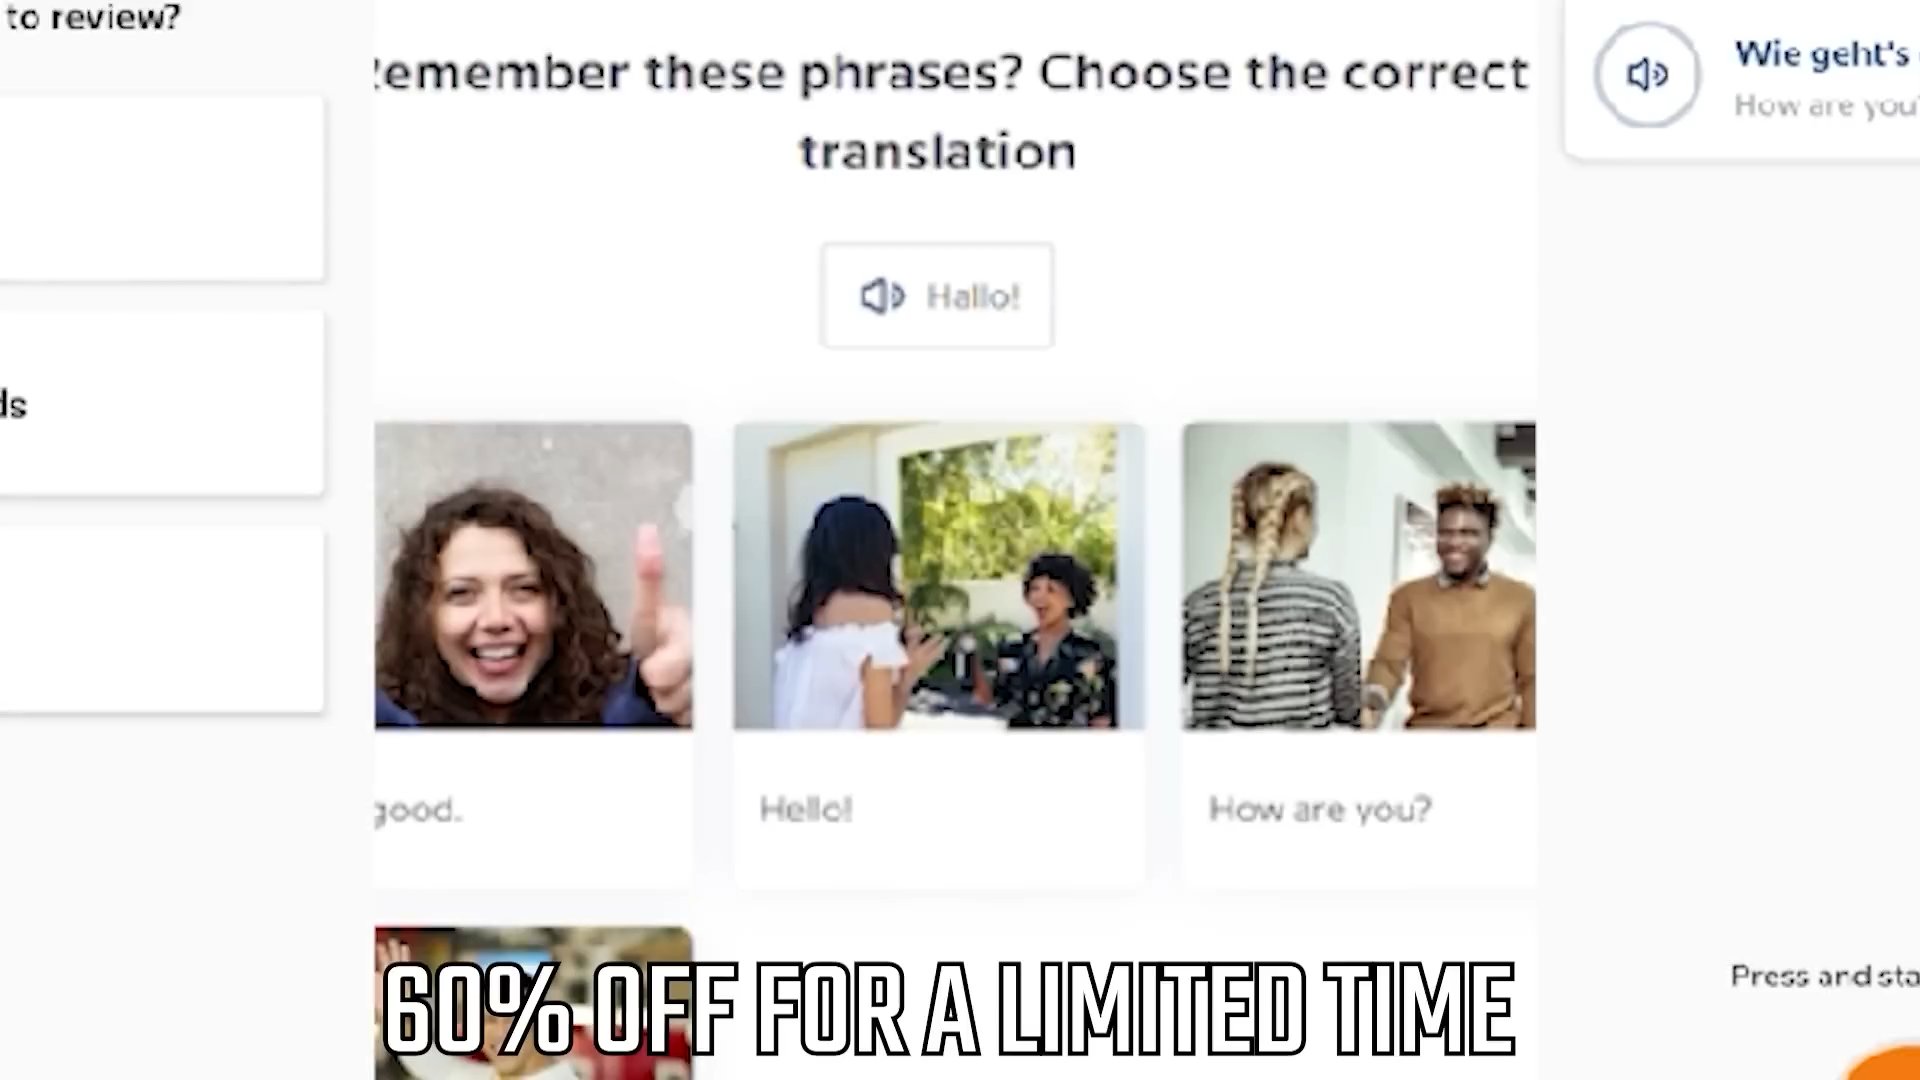 to review?
ds
emember these phrases? Choose the correct
translation
Hallo!
good.
Hello!
How are you?
Wie geht's
How are you?
Press and sta
60% OFF FOR A LIMITED TIME